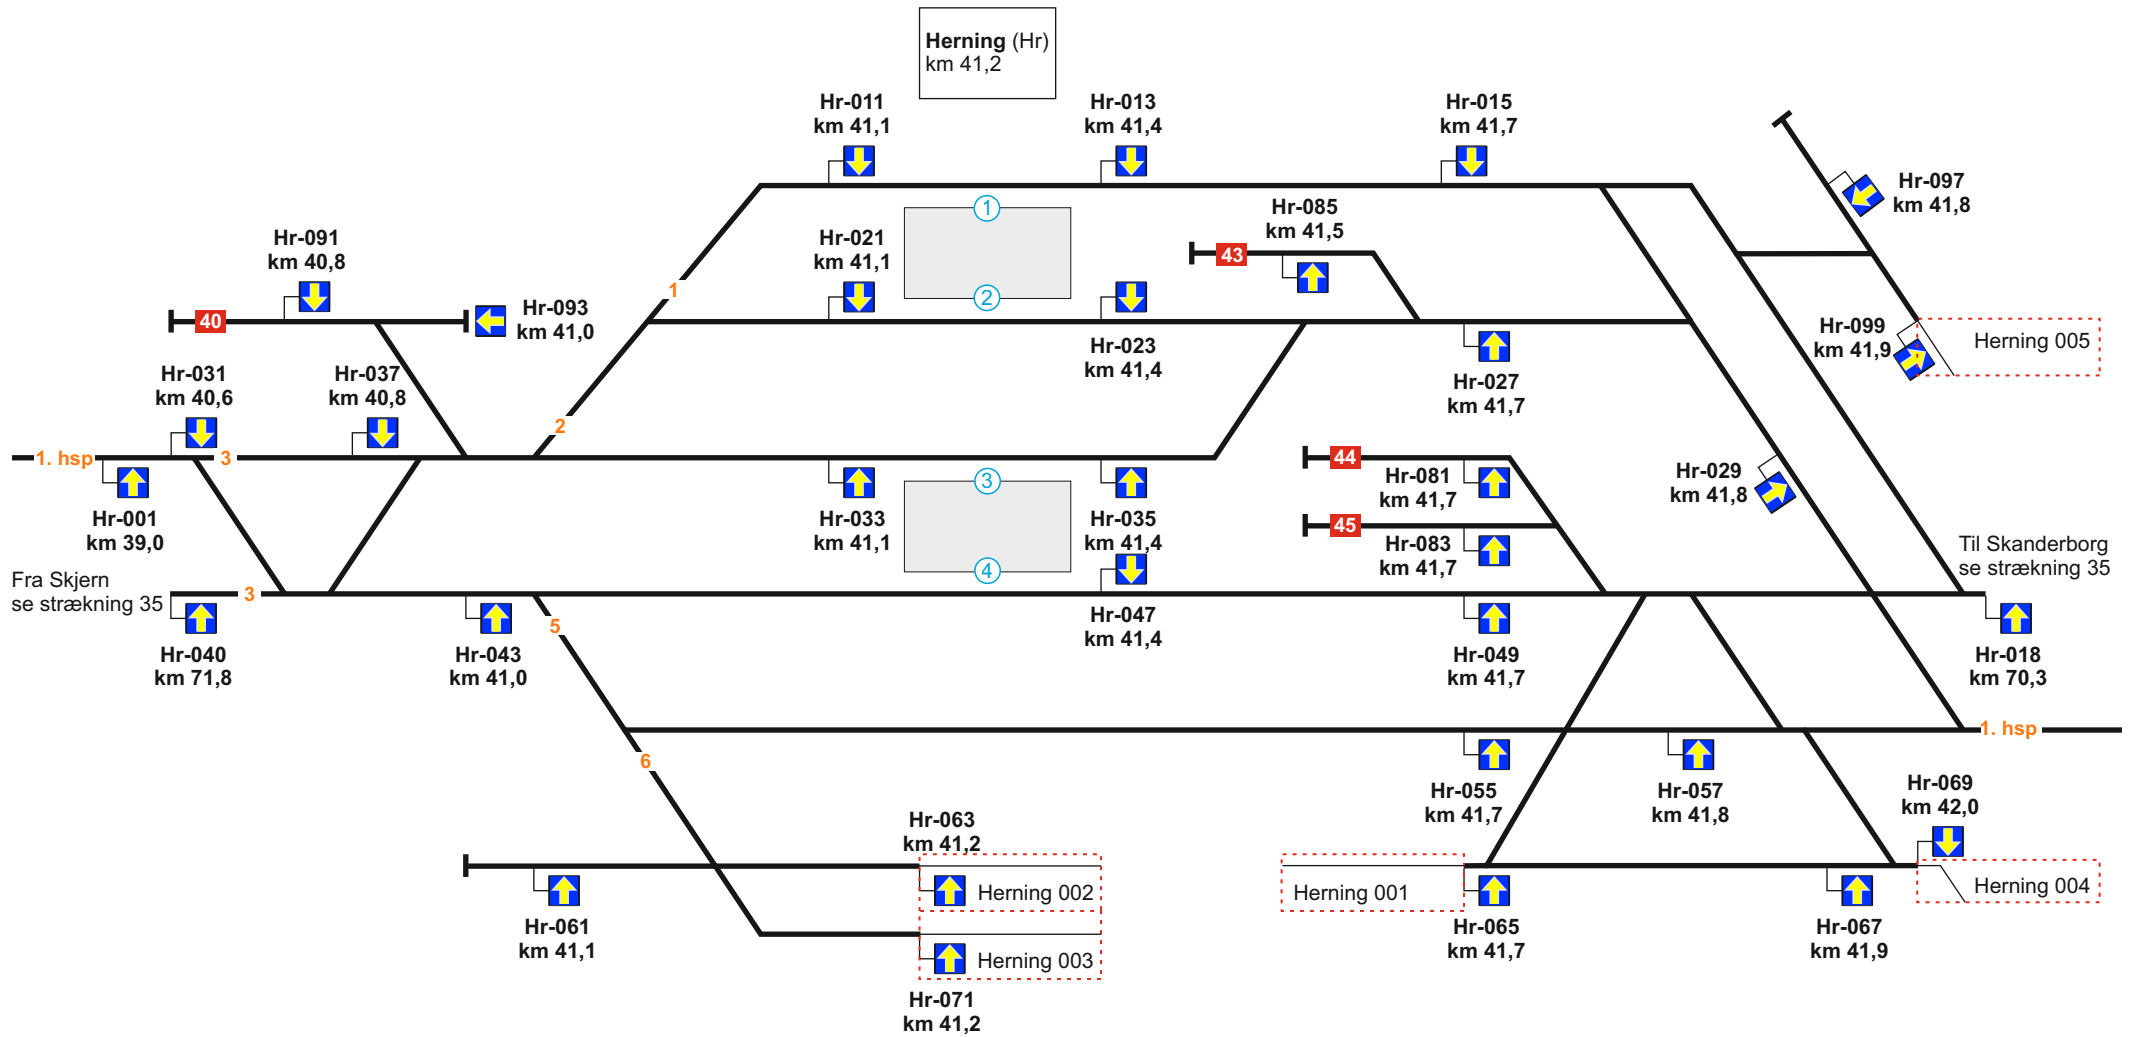 Herning (Hr)
km 41,2
Hr-011
km 41,1
Hr-013
km 41,4
Hr-015
km 41,7
Hr-097
km 41,8
1
Hr-085
km 41,5
Hr-091
km 40,8
Hr-021
km 41,1
43
2
1
40
Hr-093
km 41,0
Hr-099
km 41,9
Herning 005
Hr-023
km 41,4
Hr-031
km 40,6
Hr-037
km 40,8
Hr-027
km 41,7
2
1. hsp
3
44
3
Hr-081
km 41,7
Hr-029
km 41,8
Hr-001
km 39,0
Hr-033
km 41,1
Hr-035
km 41,4
45
Hr-083
km 41,7
Til Skanderborg
se strækning 35
4
Fra Skjern
se strækning 35
3
Hr-047
km 41,4
5
Hr-040
km 71,8
Hr-043
km 41,0
Hr-049
km 41,7
Hr-018
km 70,3
1. hsp
6
Hr-055
km 41,7
Hr-057
km 41,8
Hr-069
km 42,0
Hr-063
km 41,2
Herning 002
Herning 001
Herning 004
Hr-061
km 41,1
Hr-065
km 41,7
Hr-067
km 41,9
Herning 003
Hr-071
km 41,2